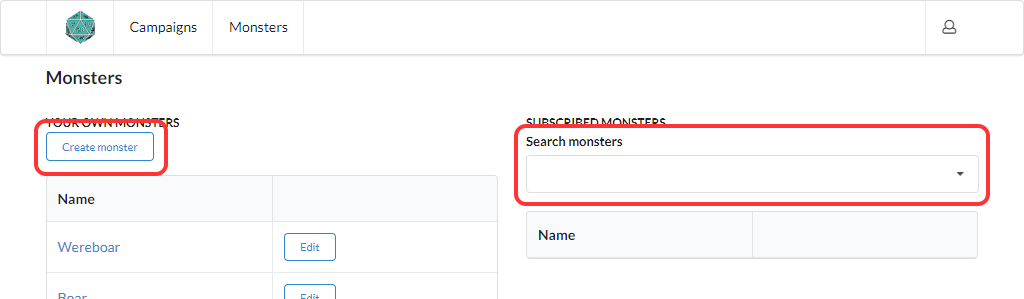 Campaigns
Monsters
Monsters
YOUR OWN MONSTERS
Create monster
Name
Wereboar
Edit
Boar
Edit
SUBSCRIBED MONSTERS
Search monsters
Name